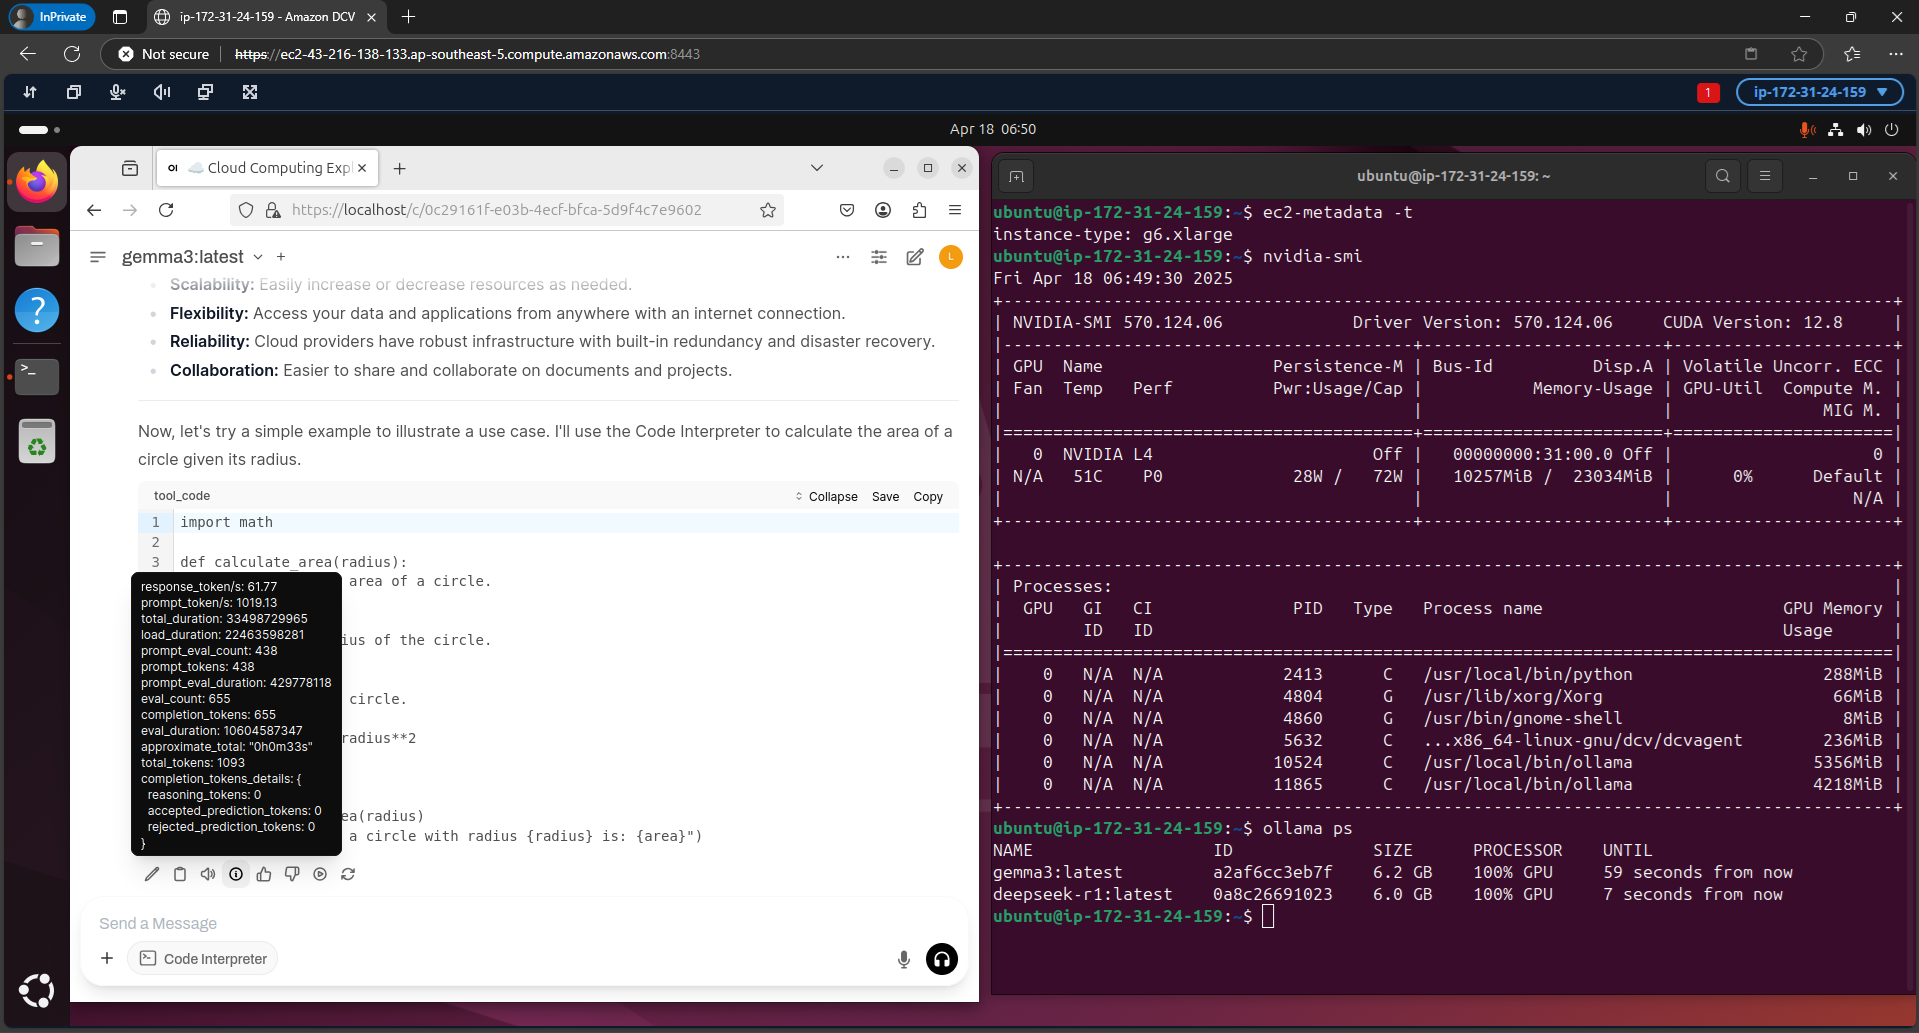 InPrivate
ip-172-31-24-159 - Amazon DCV
Not secure
https://ec2-43-216-138-133.ap-southeast-5.compute.amazonaws.com:8443
1
ip-172-31-24-159
Apr 18 06:50
OI ☁️ Cloud Computing Expl
https://localhost/c/0c29161f-e03b-4ecf-bfca-5d9f4c7e9602
gemma3:latest
L
Scalability: Easily increase or decrease resources as needed.
Flexibility: Access your data and applications from anywhere with an internet connection.
Reliability: Cloud providers have robust infrastructure with built-in redundancy and disaster recovery.
Collaboration: Easier to share and collaborate on documents and projects.
Now, let's try a simple example to illustrate a use case. I'll use the Code Interpreter to calculate the area of a
circle given its radius.
tool_code
Collapse Save Copy
1 import math
2
3 def calculate_area(radius):
area of a circle.
ius of the circle.
circle.
radius**2
ea(radius)
a circle with radius {radius} is: {area}")
response_token/s: 61.77
prompt_token/s: 1019.13
total_duration: 33498729965
load_duration: 22463598281
prompt_eval_count: 438
prompt_tokens: 438
prompt_eval_duration: 429778118
eval_count: 655
completion_tokens: 655
eval_duration: 10604587347
approximate_total: "0h0m33s"
total_tokens: 1093
completion_tokens_details: {
reasoning_tokens: 0
accepted_prediction_tokens: 0
rejected_prediction_tokens: 0
}
Send a Message
Code Interpreter
ubuntu@ip-172-31-24-159: ~
ubuntu@ip-172-31-24-159:~$ ec2-metadata -t
instance-type: g6.xlarge
ubuntu@ip-172-31-24-159:~$ nvidia-smi
Fri Apr 18 06:49:30 2025
+-----------------------------------------------------------------------------------------+
| NVIDIA-SMI 570.124.06             Driver Version: 570.124.06     CUDA Version: 12.8     |
|-----------------------------------------+------------------------+----------------------+
| GPU  Name                 Persistence-M | Bus-Id          Disp.A | Volatile Uncorr. ECC |
| Fan  Temp   Perf          Pwr:Usage/Cap |           Memory-Usage | GPU-Util  Compute M. |
|                                         |                        |               MIG M. |
|=========================================+========================+======================|
|   0  NVIDIA L4                      Off |   00000000:31:00.0 Off |                    0 |
| N/A   51C    P0             28W /   72W |   10257MiB /  23034MiB |      0%      Default |
|                                         |                        |                  N/A |
+-----------------------------------------+------------------------+----------------------+
+-----------------------------------------------------------------------------------------+
| Processes:                                                                              |
|  GPU   GI   CI              PID   Type   Process name                        GPU Memory |
|        ID   ID                                                               Usage      |
|=========================================================================================|
|    0   N/A  N/A            2413      C   /usr/local/bin/python                   288MiB |
|    0   N/A  N/A            4804      G   /usr/lib/xorg/Xorg                       66MiB |
|    0   N/A  N/A            4860      G   /usr/bin/gnome-shell                      8MiB |
|    0   N/A  N/A            5632      C   ...x86_64-linux-gnu/dcv/dcvagent        236MiB |
|    0   N/A  N/A           10524      C   /usr/local/bin/ollama                  5356MiB |
|    0   N/A  N/A           11865      C   /usr/local/bin/ollama                  4218MiB |
+-----------------------------------------------------------------------------------------+
ubuntu@ip-172-31-24-159:~$ ollama ps
NAME                  ID              SIZE      PROCESSOR    UNTIL
gemma3:latest         a2af6cc3eb7f    6.2 GB    100% GPU     59 seconds from now
deepseek-r1:latest    0a8c26691023    6.0 GB    100% GPU     7 seconds from now
ubuntu@ip-172-31-24-159:~$